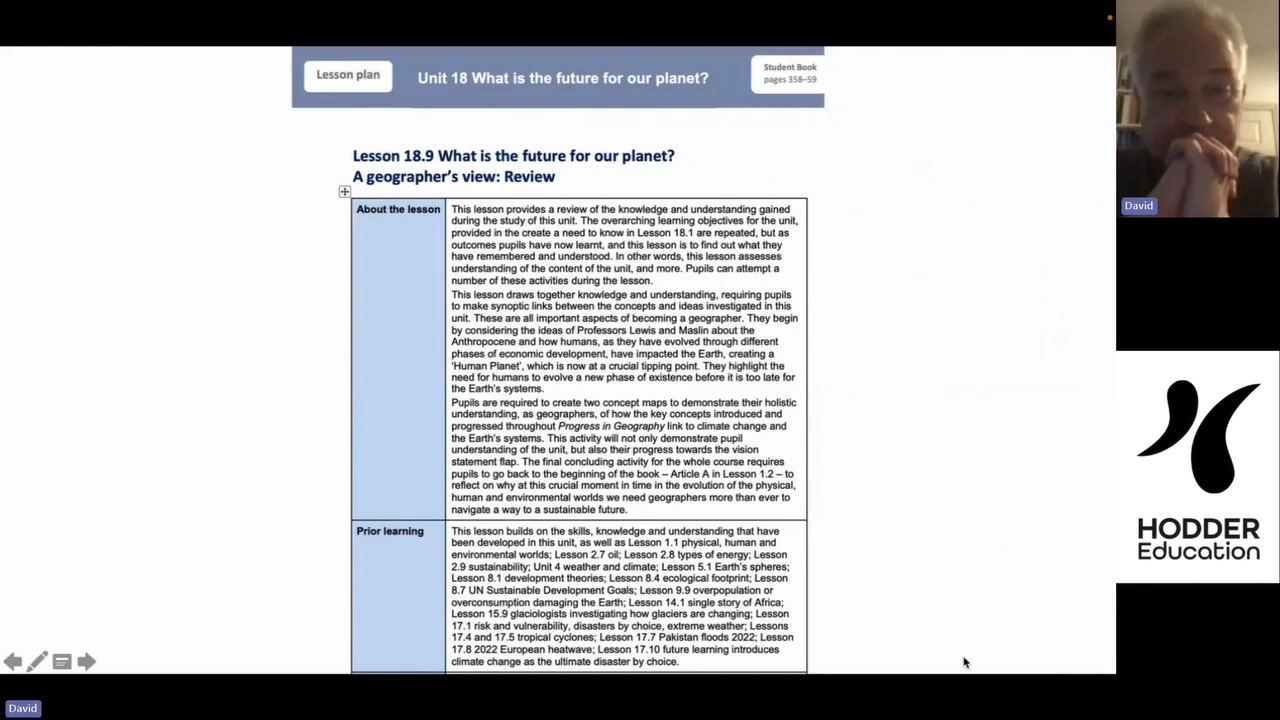 Lesson plan
Unit 18 What is the future for our planet?
Student Book
pages 358–59
Lesson 18.9 What is the future for our planet?
A geographer's view: Review
About the lesson
This lesson provides a review of the knowledge and understanding gained
during the study of this unit. The overarching learning objectives for the unit,
provided in the create a need to know in Lesson 18.1 are repeated, but as
outcomes pupils have now learnt, and this lesson is to find out what they
have remembered and understood. In other words, this lesson assesses
understanding of the content of the unit, and more. Pupils can attempt a
number of these activities during the lesson.
This lesson draws together knowledge and understanding, requiring pupils
to make synoptic links between the concepts and ideas investigated in this
unit. These are all important aspects of becoming a geographer. They begin
by considering the ideas of Professors Lewis and Maslin about the
Anthropocene and how humans, as they have evolved through different
phases of economic development, have impacted the Earth, creating a
'Human Planet', which is now at a crucial tipping point. They highlight the
need for humans to evolve a new phase of existence before it is too late for
the Earth's systems.
Pupils are required to create two concept maps to demonstrate their holistic
understanding, as geographers, of how the key concepts introduced and
progressed throughout Progress in Geography link to climate change and
the Earth's systems. This activity will not only demonstrate pupil
understanding of the unit, but also their progress towards the vision
statement flap. The final concluding activity for the whole course requires
pupils to go back to the beginning of the book – Article A in Lesson 1.2 – to
reflect on why at this crucial moment in time in the evolution of the physical,
human and environmental worlds we need geographers more than ever to
navigate a way to a sustainable future.
Prior learning
This lesson builds on the skills, knowledge and understanding that have
been developed in this unit, as well as Lesson 1.1 physical, human and
environmental worlds; Lesson 2.7 oil; Lesson 2.8 types of energy; Lesson
2.9 sustainability; Unit 4 weather and climate; Lesson 5.1 Earth's spheres;
Lesson 8.1 development theories; Lesson 8.4 ecological footprint; Lesson
8.7 UN Sustainable Development Goals; Lesson 9.9 overpopulation or
overconsumption damaging the Earth; Lesson 14.1 single story of Africa;
Lesson 15.9 glaciologists investigating how glaciers are changing; Lesson
17.1 risk and vulnerability, disasters by choice, extreme weather; Lessons
17.4 and 17.5 tropical cyclones; Lesson 17.7 Pakistan floods 2022; Lesson
17.8 2022 European heatwave; Lesson 17.10 future learning introduces
climate change as the ultimate disaster by choice.
David
HODDER
Education
David